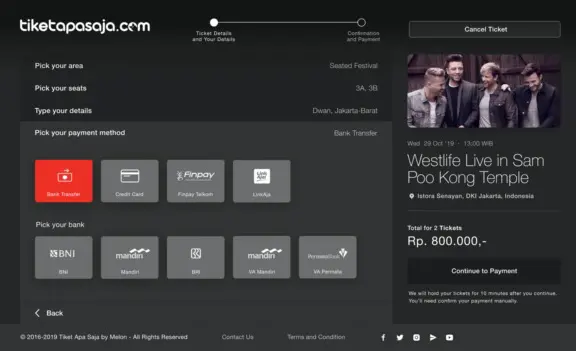 tiketapasaja.com
Ticket Details
and Your Details
Confirmation
and Payment
Cancel Ticket
Pick your area
Seated Festival
Pick your seats
3A, 3B
Type your details
Dwan, Jakarta-Barat
Pick your payment method
Bank Transfer
Bank Transfer
Credit Card
Finpay
Finpay Telkom
Link
Aja!
LinkAja
Pick your bank
BNI
BNI
mandiri
Mandiri
BRI
mandiri
VA Mandiri
PermataBank
VA Permata
Back
Wed. 28 Oct '19 - 13,00 WIB
Westlife Live in Sam
Poo Kong Temple
Istora Senayan, DKI Jakarta, Indonesia
Total for 2 Tickets
Rp. 800.000,-
Continue to Payment
We will hold your tickets for 15 minutes after you continue.
You'll need confirm your payment manually.
© 2016-2019 Tiket Apa Saja by Melon - All Rights Reserved
Contact Us
Terms and Condition